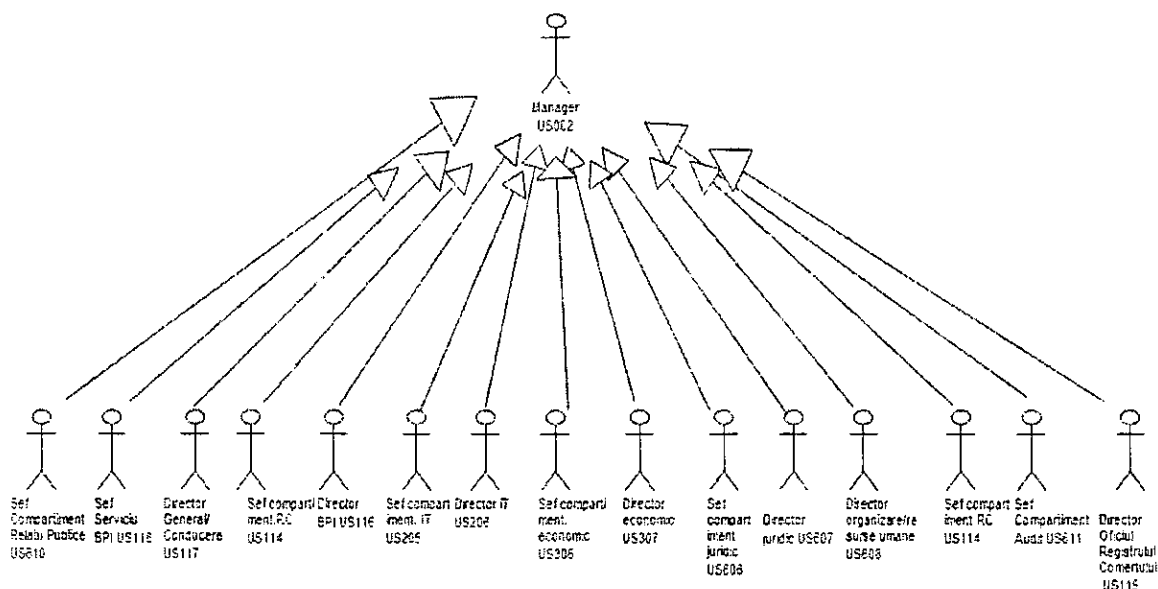 Manager
US002
Sef
Compartiment
Relatii Publice
US610
Sef
Serviciu
BPI US118
Director
General/
Conducere
US117
Sef comparti
ment RC
US114
Director
BPI US116
Sef compart
iment. IT
US205
Director IT
US206
Sef comparti
ment.
economic
US306
Director
economic
US307
Sef
compart
iment
juridic
US606
Director
juridic US607
Director
organizare/re
surse umane
US603
Sef compart
iment RC
US114
Sef
Compartiment
Audit US611
Director
Oficiul
Registrului
Comertului
US115